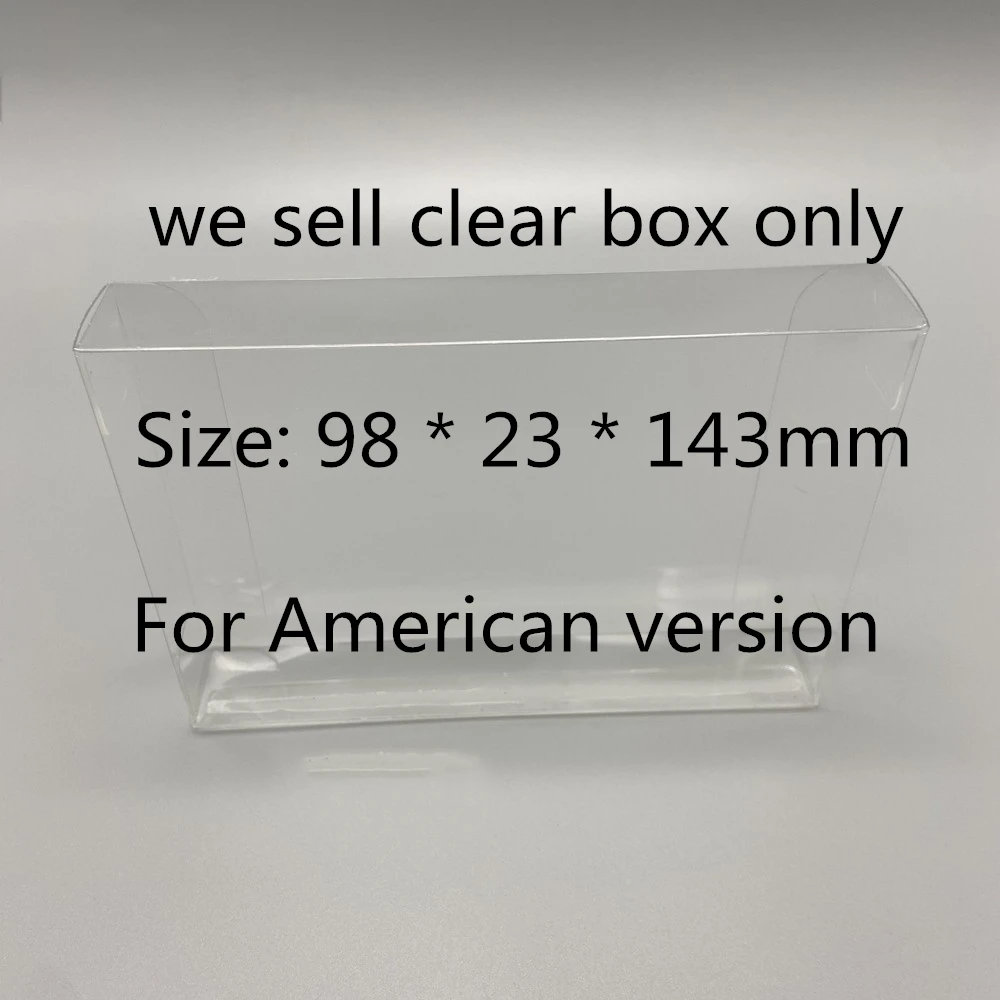 we sell clear box only
Size: 98 * 23 * 143mm
For American version